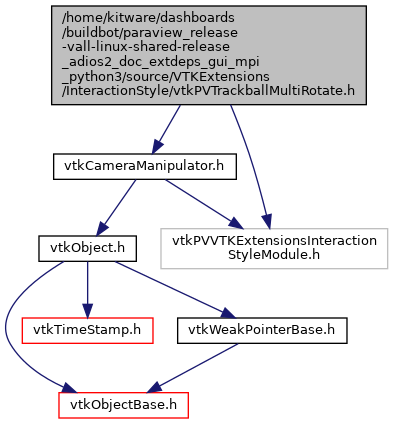 /home/kitware/dashboards
/buildbot/paraview_release
-vall-linux-shared-release
_adios2_doc_extdeps_gui_mpi
_python3/source/VTKExtensions
/InteractionStyle/vtkPVTrackballMultiRotate.h
vtkCameraManipulator.h
vtkObject.h
vtkPVVTKExtensionsInteraction
StyleModule.h
vtkTimeStamp.h
vtkWeakPointerBase.h
vtkObjectBase.h